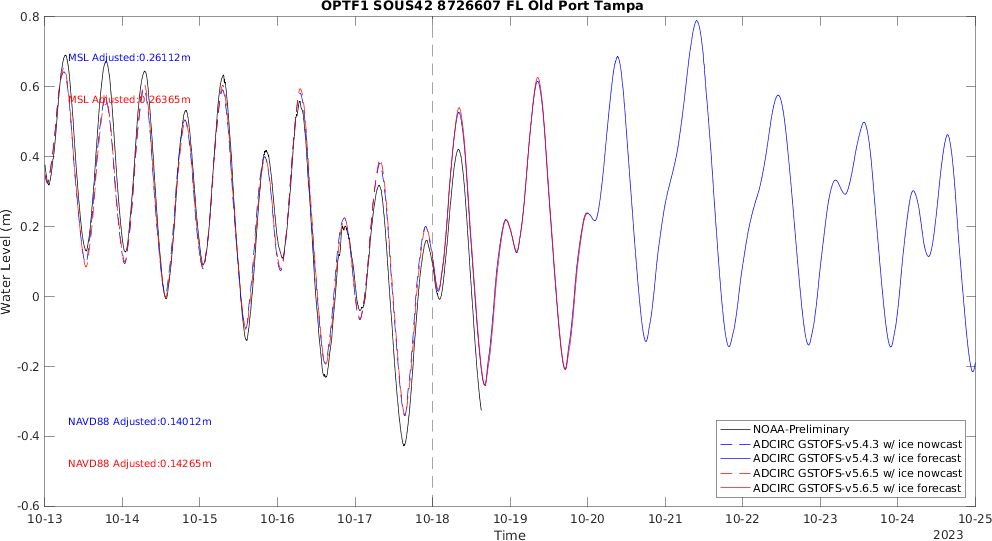 OPTF1 SOUS42 8726607 FL Old Port Tampa
0.8
MSL Adjusted:0.26112m
0.6
MSL Adjusted:0.26365m
0.4
0.2
Water Level (m)
0
-0.2
NAVD88 Adjusted:0.14012m
-0.4
NAVD88 Adjusted:0.14265m
-0.6
NOAA-Preliminary
ADCIRC GSTOFS-v5.4.3 w/ ice nowcast
ADCIRC GSTOFS-v5.4.3 w/ ice forecast
ADCIRC GSTOFS-v5.6.5 w/ ice nowcast
ADCIRC GSTOFS-v5.6.5 w/ ice forecast
10-13 10-14 10-15 10-16 10-17 10-18 10-19 10-20 10-21 10-22 10-23 10-24 10-25
Time
2023